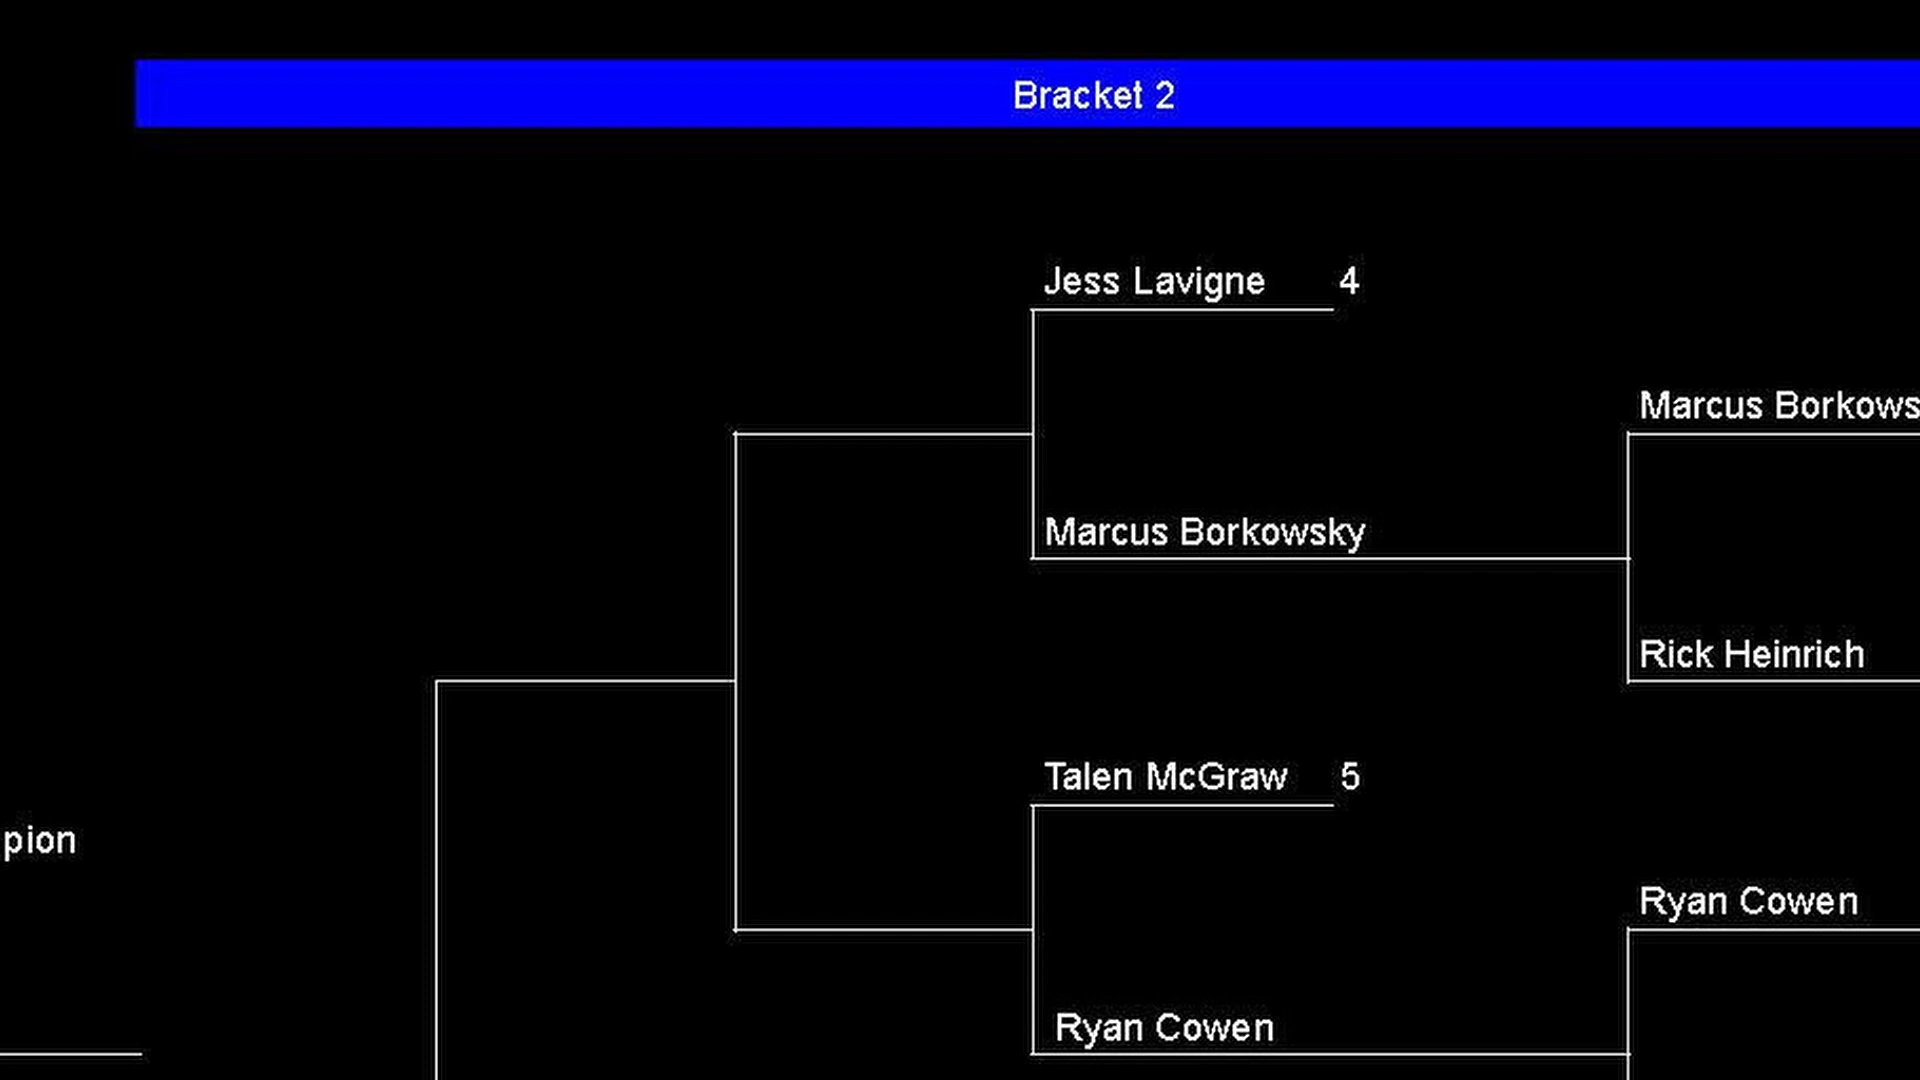 Bracket 2
Jess Lavigne 4
Marcus Borkows
Marcus Borkowsky
Rick Heinrich
Talen McGraw 5
pion
Ryan Cowen
Ryan Cowen